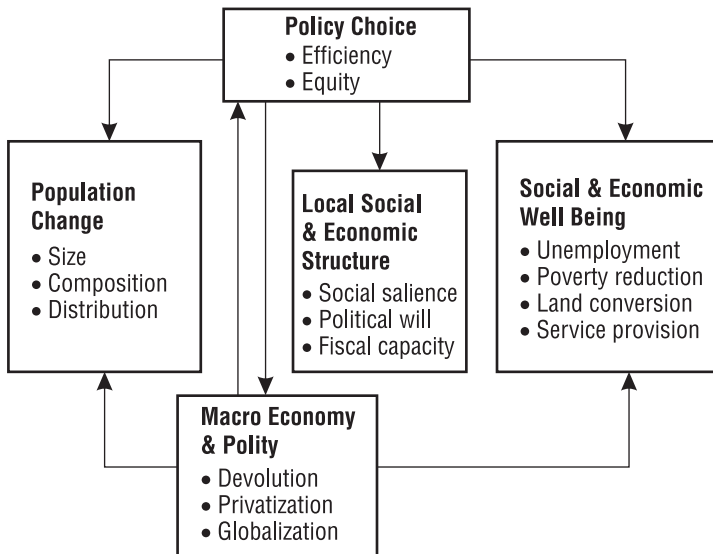 Policy Choice
• Efficiency
• Equity
Population
Change
• Size
• Composition
• Distribution
Local Social
& Economic
Structure
• Social salience
• Political will
• Fiscal capacity
Social & Economic
Well Being
• Unemployment
• Poverty reduction
• Land conversion
• Service provision
Macro Economy
& Polity
• Devolution
• Privatization
• Globalization